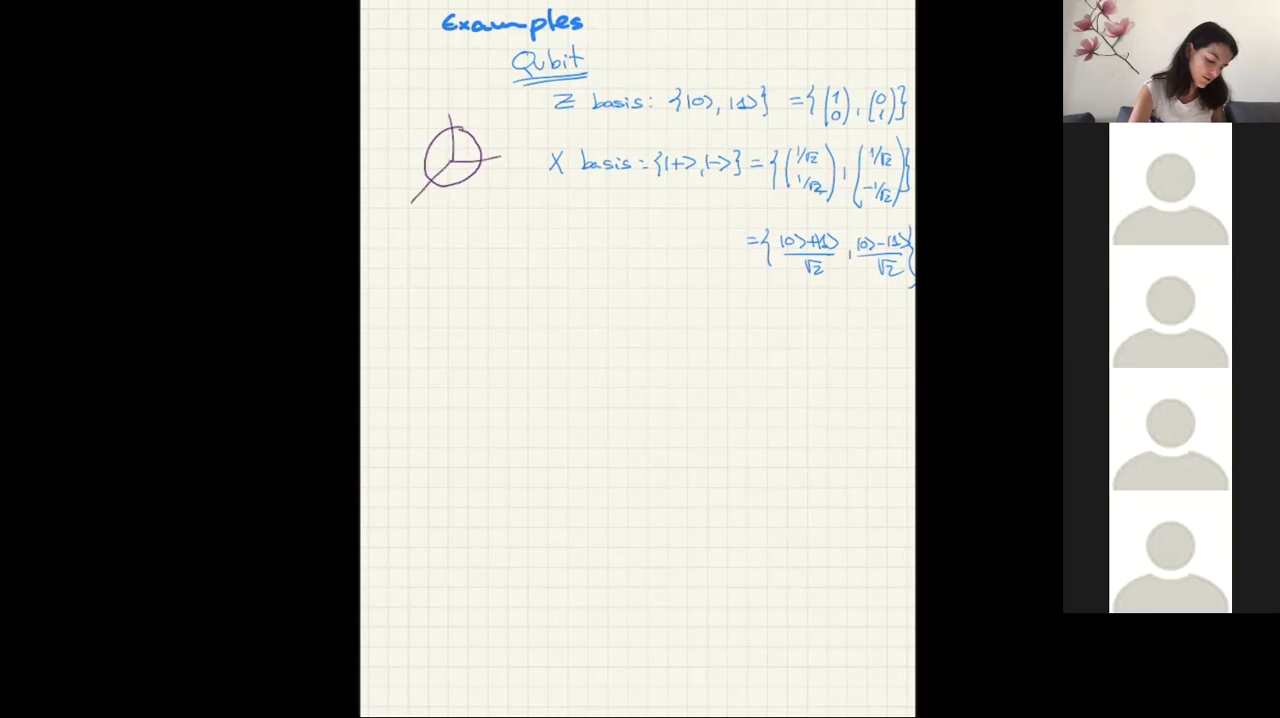 Examples
Qubit
Z basis: {|0>, |1>} = { (1 0), (0 1) }
X basis: {|+>, |->} = { (1/√2 1/√2), (1/√2 -1/√2) }
= { |0>+|1> / √2, |0>-|1> / √2 }